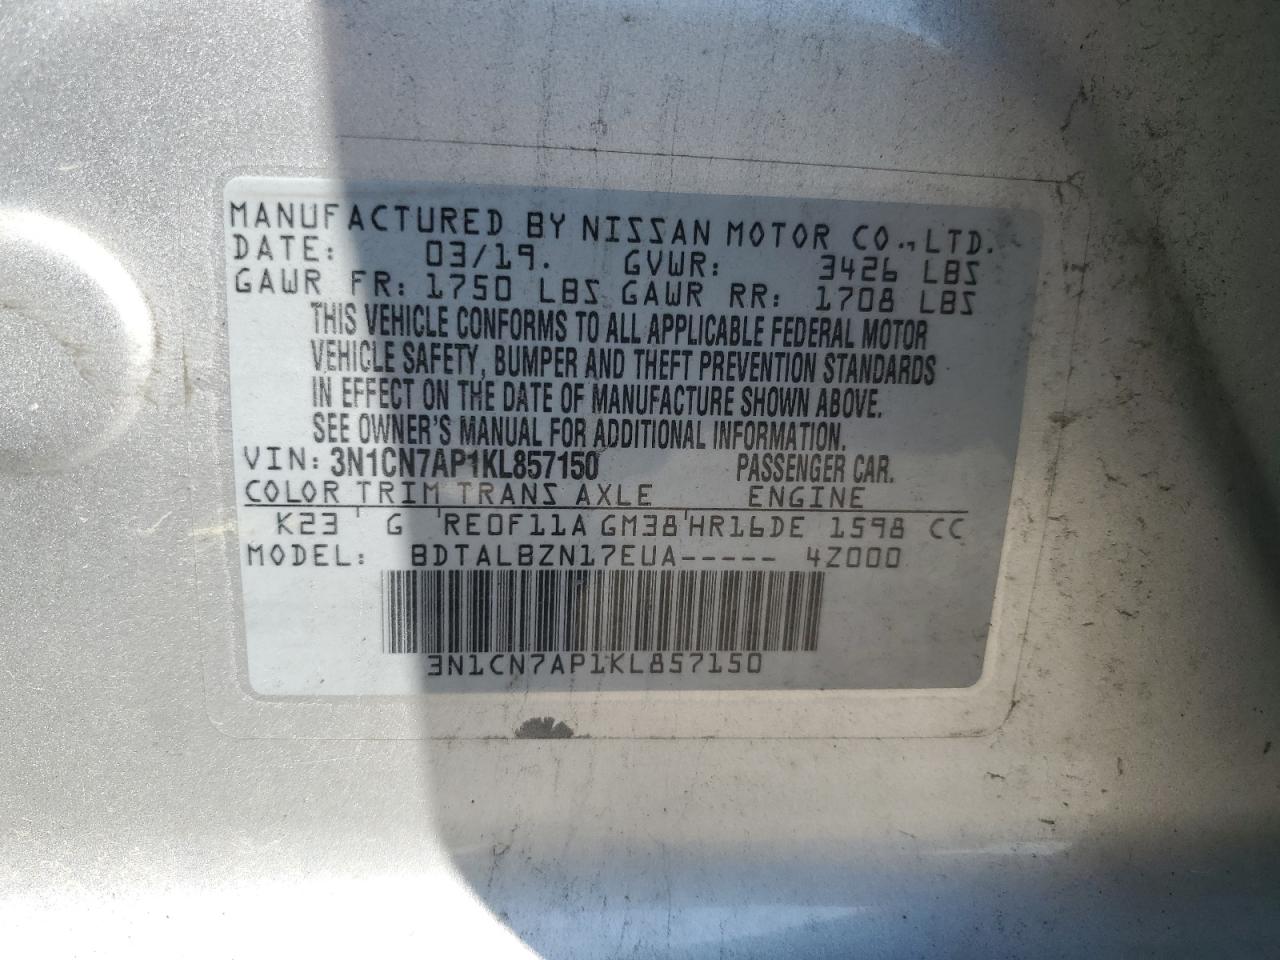 MANUFACTURED BY NISSAN MOTOR CO., LTD.
DATE: 03/19. GVWR: 3426 LBS
GAWR FR: 1750 LBS GAWR RR: 1708 LBS
THIS VEHICLE CONFORMS TO ALL APPLICABLE FEDERAL MOTOR
VEHICLE SAFETY, BUMPER AND THEFT PREVENTION STANDARDS
IN EFFECT ON THE DATE OF MANUFACTURE SHOWN ABOVE.
SEE OWNER'S MANUAL FOR ADDITIONAL INFORMATION.
VIN: 3N1CN7AP1KL857150 PASSENGER CAR.
COLOR TRIM TRANS AXLE ENGINE
K23 ' G ' RE0F11A GM38 ' HR16DE 1598 CC
MODEL: BDTALBZN17EUA----- 4Z000
3N1CN7AP1KL857150